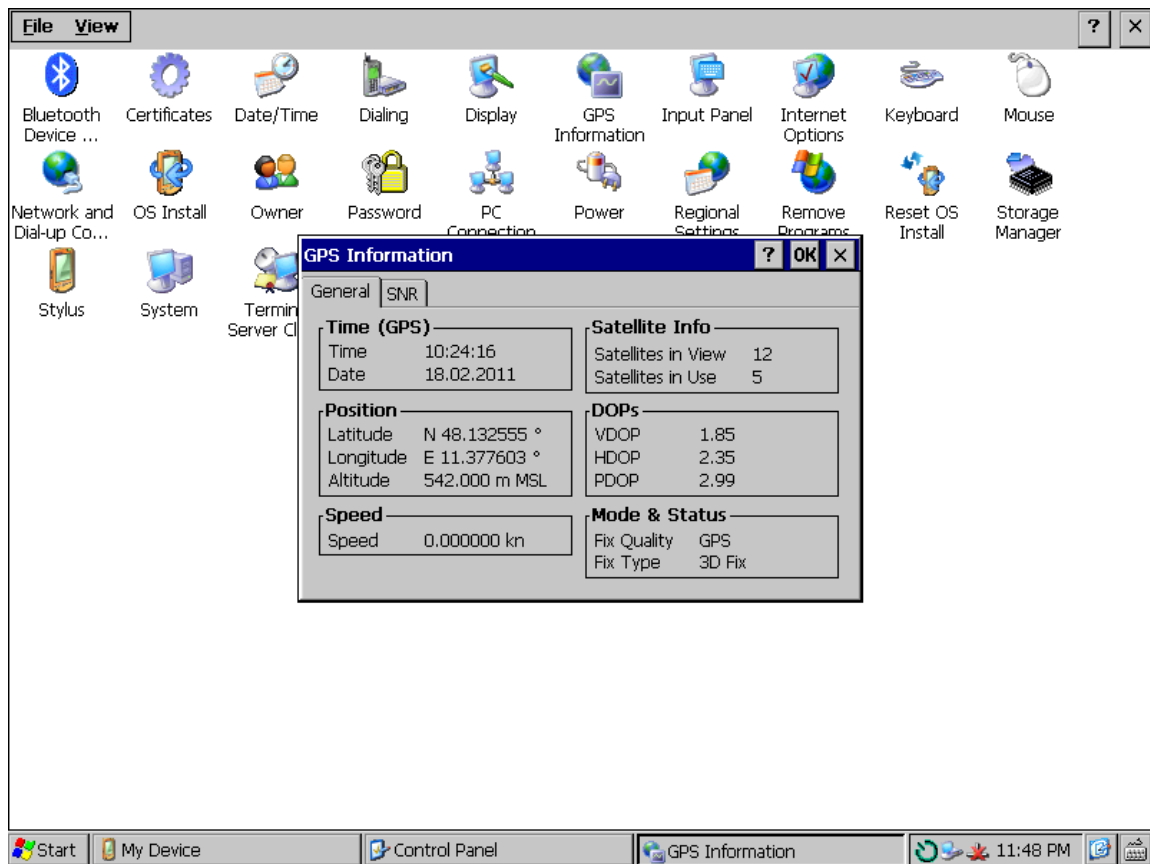 File View ?
Bluetooth Device ...
Certificates
Date/Time
Dialing
Display
GPS Information
Input Panel
Internet Options
Keyboard
Mouse
Network and Dial-up Co...
OS Install
Owner
Password
PC Connection
Power
Regional Settings
Remove Programs
Reset OS Install
Storage Manager
Stylus
System
Termin
Server Cl
GPS Information ? OK
General SNR
Time (GPS)
Time 10:24:16
Date 18.02.2011
Satellite Info
Satellites in View 12
Satellites in Use 5
Position
Latitude N 48.132555 °
Longitude E 11.377603 °
Altitude 542.000 m MSL
DOPs
VDOP 1.85
HDOP 2.35
PDOP 2.99
Speed
Speed 0.000000 kn
Mode & Status
Fix Quality GPS
Fix Type 3D Fix
Start My Device Control Panel GPS Information 11:48 PM